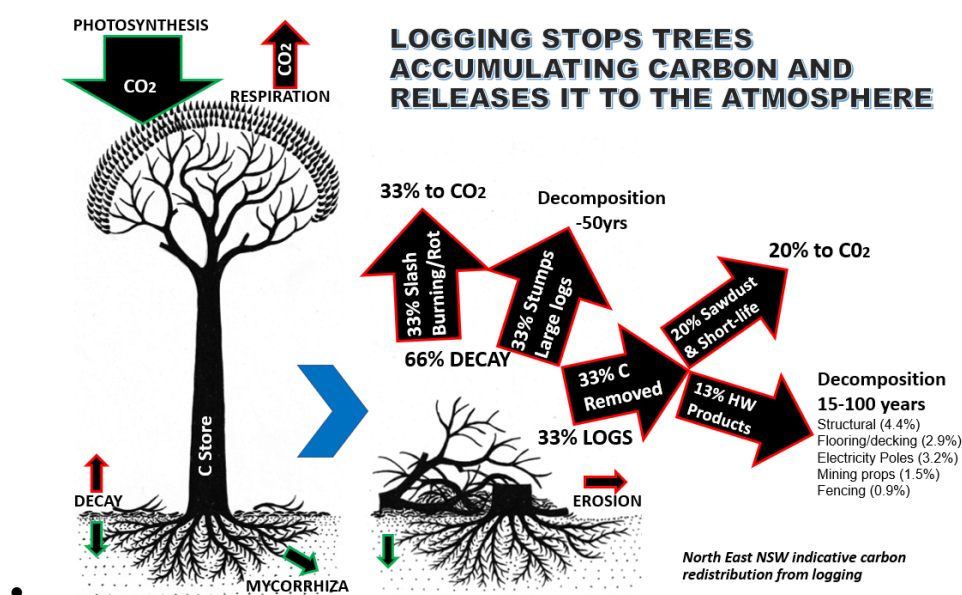 PHOTOSYNTHESIS
CO2
CO2
RESPIRATION
LOGGING STOPS TREES
ACCUMULATING CARBON AND
RELEASES IT TO THE ATMOSPHERE
33% to CO2
Decomposition
-50yrs
20% to C02
33% Slash
Burning/Rot
33% Stumps
Large logs
20% Sawdust
& Short-life
66% DECAY
33% C
Removed
13% HW
Products
33% LOGS
Decomposition
15-100 years
Structural (4.4%)
Flooring/decking (2.9%)
Electricity Poles (3.2%)
Mining props (1.5%)
Fencing (0.9%)
C Store
DECAY
EROSION
MYCORRHIZA
North East NSW indicative carbon
redistribution from logging